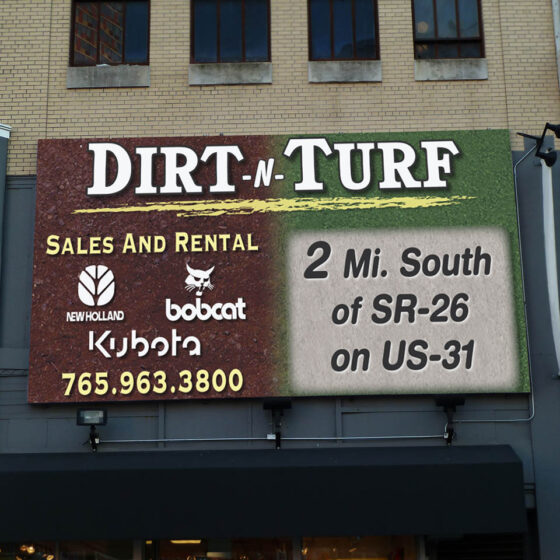 DIRT-N-TURF
SALES AND RENTAL
NEW HOLLAND
bobcat
Kubota
765.963.3800
2 Mi. South
of SR-26
on US-31